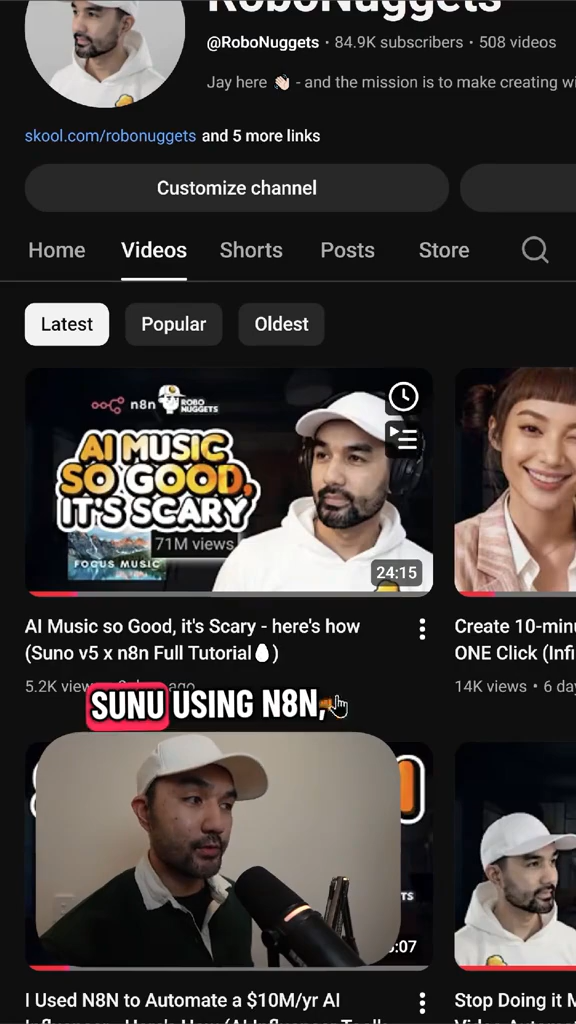 RoboNuggets
@RoboNuggets · 84.9K subscribers · 508 videos
Jay here 👋🏻 - and the mission is to make creating wi
skool.com/robonuggets and 5 more links
Customize channel
Home Videos Shorts Posts Store
Latest Popular Oldest
n8n ROBO NUGGETS
AI MUSIC
SO GOOD,
IT'S SCARY
71M views
FOCUS MUSIC
24:15
AI Music so Good, it's Scary - here's how
(Suno v5 x n8n Full Tutorial🥚)
5.2K view
ago
Create 10-minu
ONE Click (Infi
14K views · 6 day
SUNU USING N8N,
TS
:07
I Used N8N to Automate a $10M/yr AI
Stop Doing it M